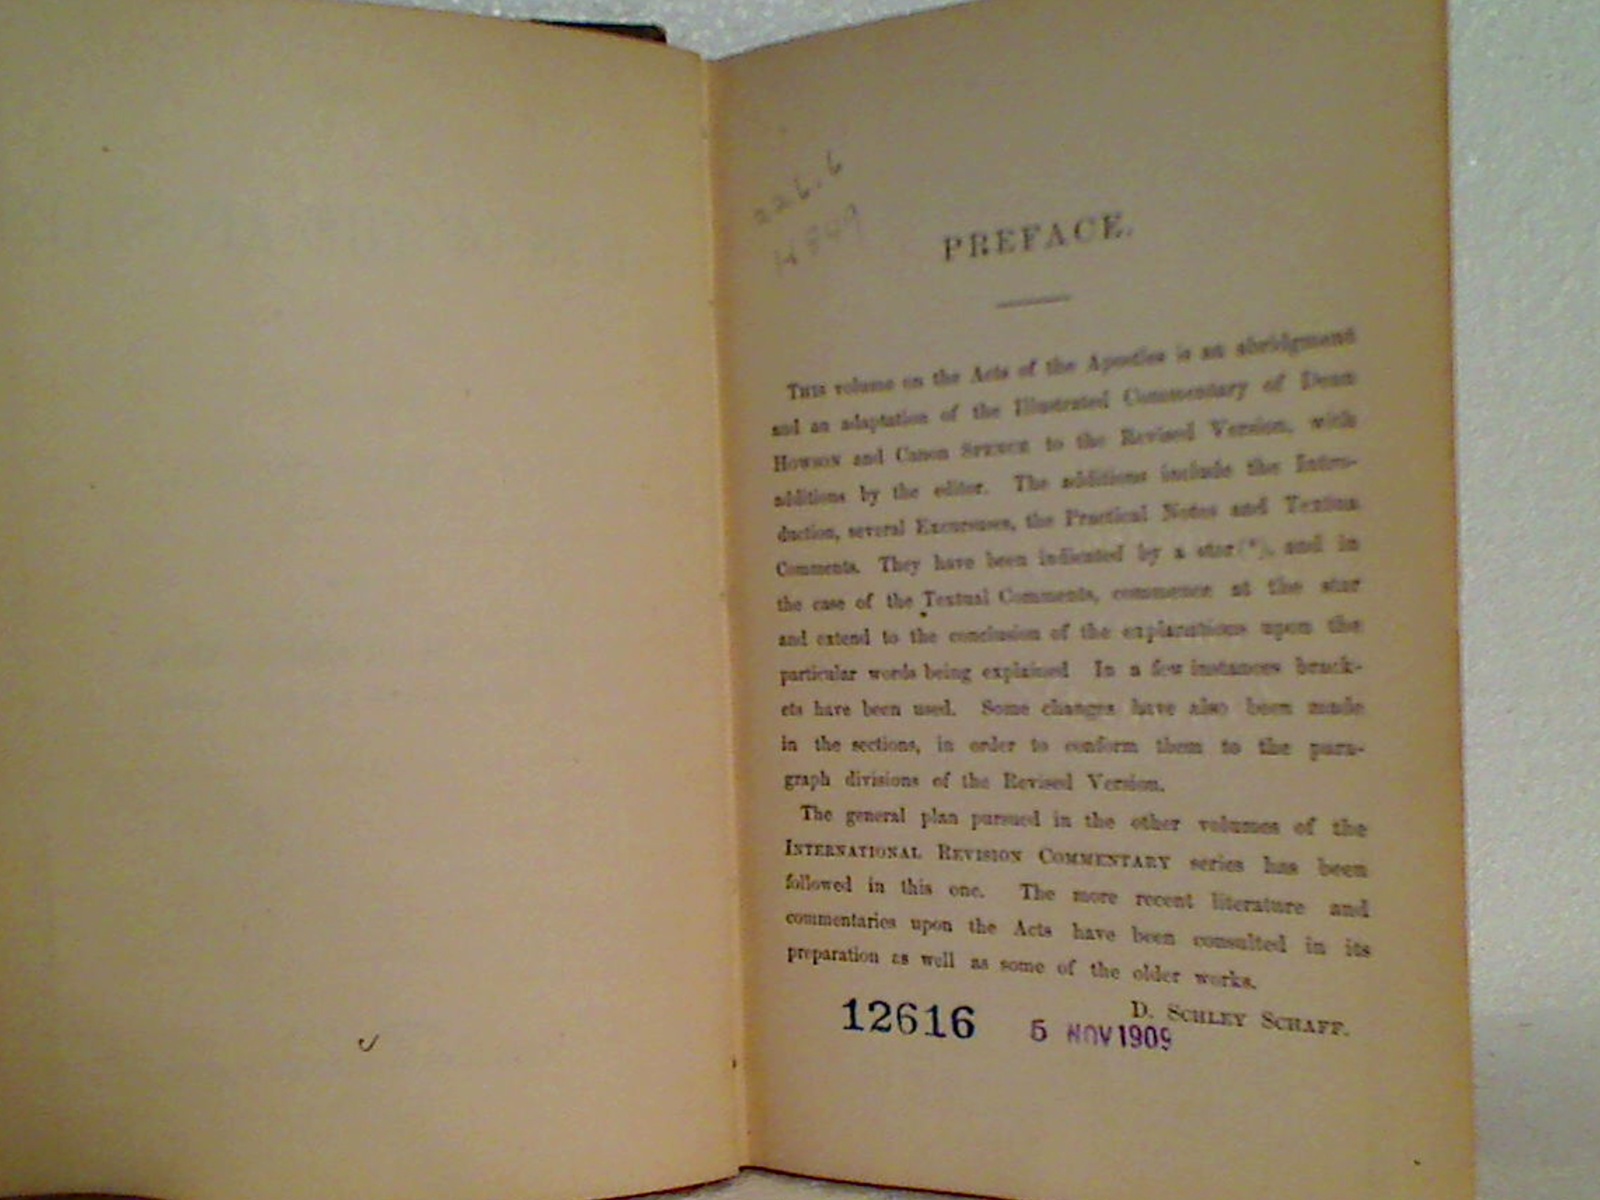 226.6
H849
PREFACE.
THIS volume on the Acts of the Apostles is an abridgment
and an adaptation of the Illustrated Commentary of Dean
HOWSON and Canon SPENCE to the Revised Version, with
additions by the editor. The additions include the Intro-
duction, several Excursuses, the Practical Notes and Textual
Comments. They have been indicated by a star (*), and in
the case of the Textual Comments, commence at the star
and extend to the conclusion of the explanations upon the
particular words being explained In a few instances brack-
ets have been used. Some changes have also been made
in the sections, in order to conform them to the para-
graph divisions of the Revised Version.
The general plan pursued in the other volumes of the
INTERNATIONAL REVISION COMMENTARY series has been
followed in this one. The more recent literature and
commentaries upon the Acts have been consulted in its
preparation as well as some of the older works.
D. SCHLEY SCHAFF.
12616 5 NOV 1909